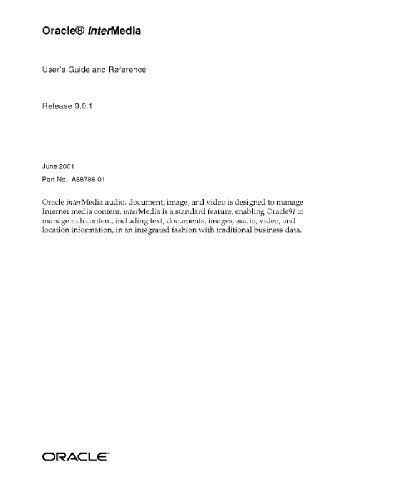 Oracle® interMedia
User's Guide and Reference
Release 9.0.1
June 2001
Part No. A88786-01
Oracle interMedia audio, document, image, and video is designed to manage
Internet media content. interMedia is a standard feature, enabling Oracle9i to
manage rich content, including text, documents, images, audio, video, and
location information, in an integrated fashion with traditional business data.
ORACLE®